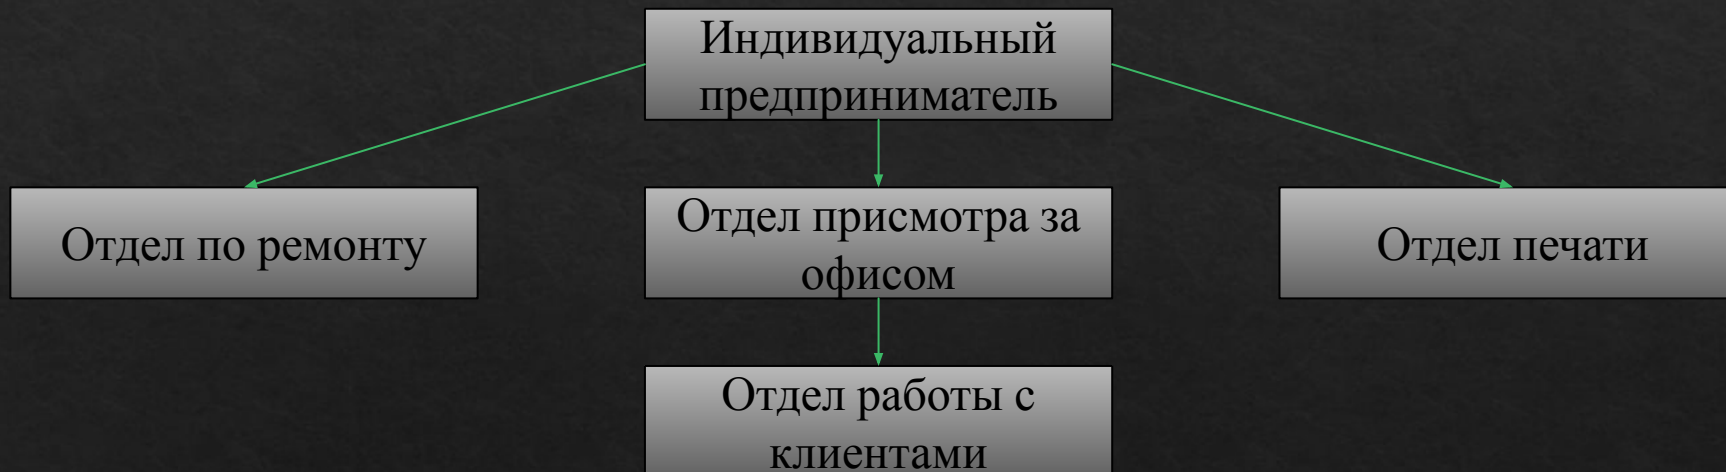 Индивидуальный
предприниматель
Отдел по ремонту
Отдел присмотра за
офисом
Отдел печати
Отдел работы с
клиентами